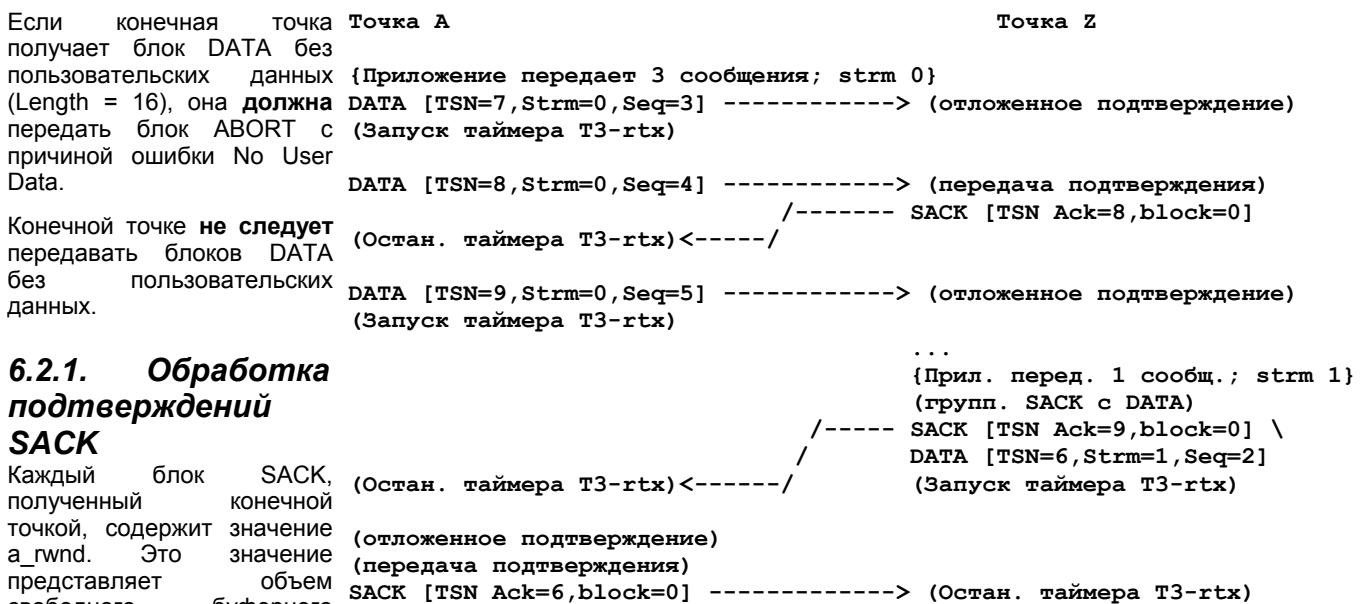 Если конечная точка
получает блок DATA без
пользовательских данных
(Length = 16), она должна
передать блок ABORT с
причиной ошибки No User
Data.
Конечной точке не следует
передавать блоков DATA
без пользовательских
данных.
6.2.1. Обработка
подтверждений
SACK
Каждый блок SACK,
полученный конечной
точкой, содержит значение
a_rwnd. Это значение
представляет объем
Точка A Точка Z
{Приложение передает 3 сообщения; strm 0}
DATA [TSN=7,Strm=0,Seq=3] ------------> (отложенное подтверждение)
(Запуск таймера T3-rtx)
DATA [TSN=8,Strm=0,Seq=4] ------------> (передача подтверждения)
/------- SACK [TSN Ack=8,block=0]
(Остан. таймера T3-rtx)<-----/
DATA [TSN=9,Strm=0,Seq=5] ------------> (отложенное подтверждение)
(Запуск таймера T3-rtx)
...
{Прил. перед. 1 сообщ.; strm 1}
(групп. SACK с DATA)
/----- SACK [TSN Ack=9,block=0] \
/ DATA [TSN=6,Strm=1,Seq=2]
(Остан. таймера T3-rtx)<------/ (Запуск таймера T3-rtx)
(отложенное подтверждение)
(передача подтверждения)
SACK [TSN Ack=6,block=0] -------------> (Остан. таймера T3-rtx)